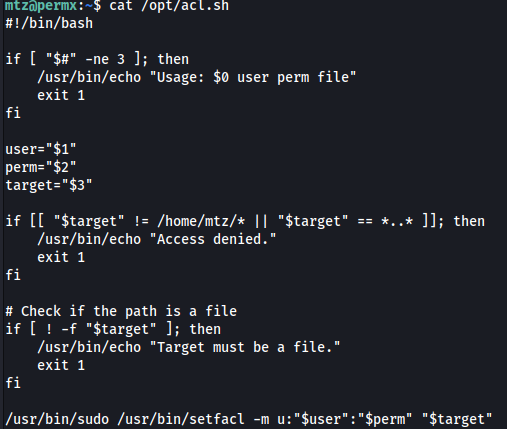 mtz@permx:~$ cat /opt/acl.sh
#!/bin/bash

if [ "$#" -ne 3 ]; then
    /usr/bin/echo "Usage: $0 user perm file"
    exit 1
fi

user="$1"
perm="$2"
target="$3"

if [[ "$target" != /home/mtz/* || "$target" == *..* ]]; then
    /usr/bin/echo "Access denied."
    exit 1
fi

# Check if the path is a file
if [ ! -f "$target" ]; then
    /usr/bin/echo "Target must be a file."
    exit 1
fi

/usr/bin/sudo /usr/bin/setfacl -m u:"$user":"$perm" "$target"